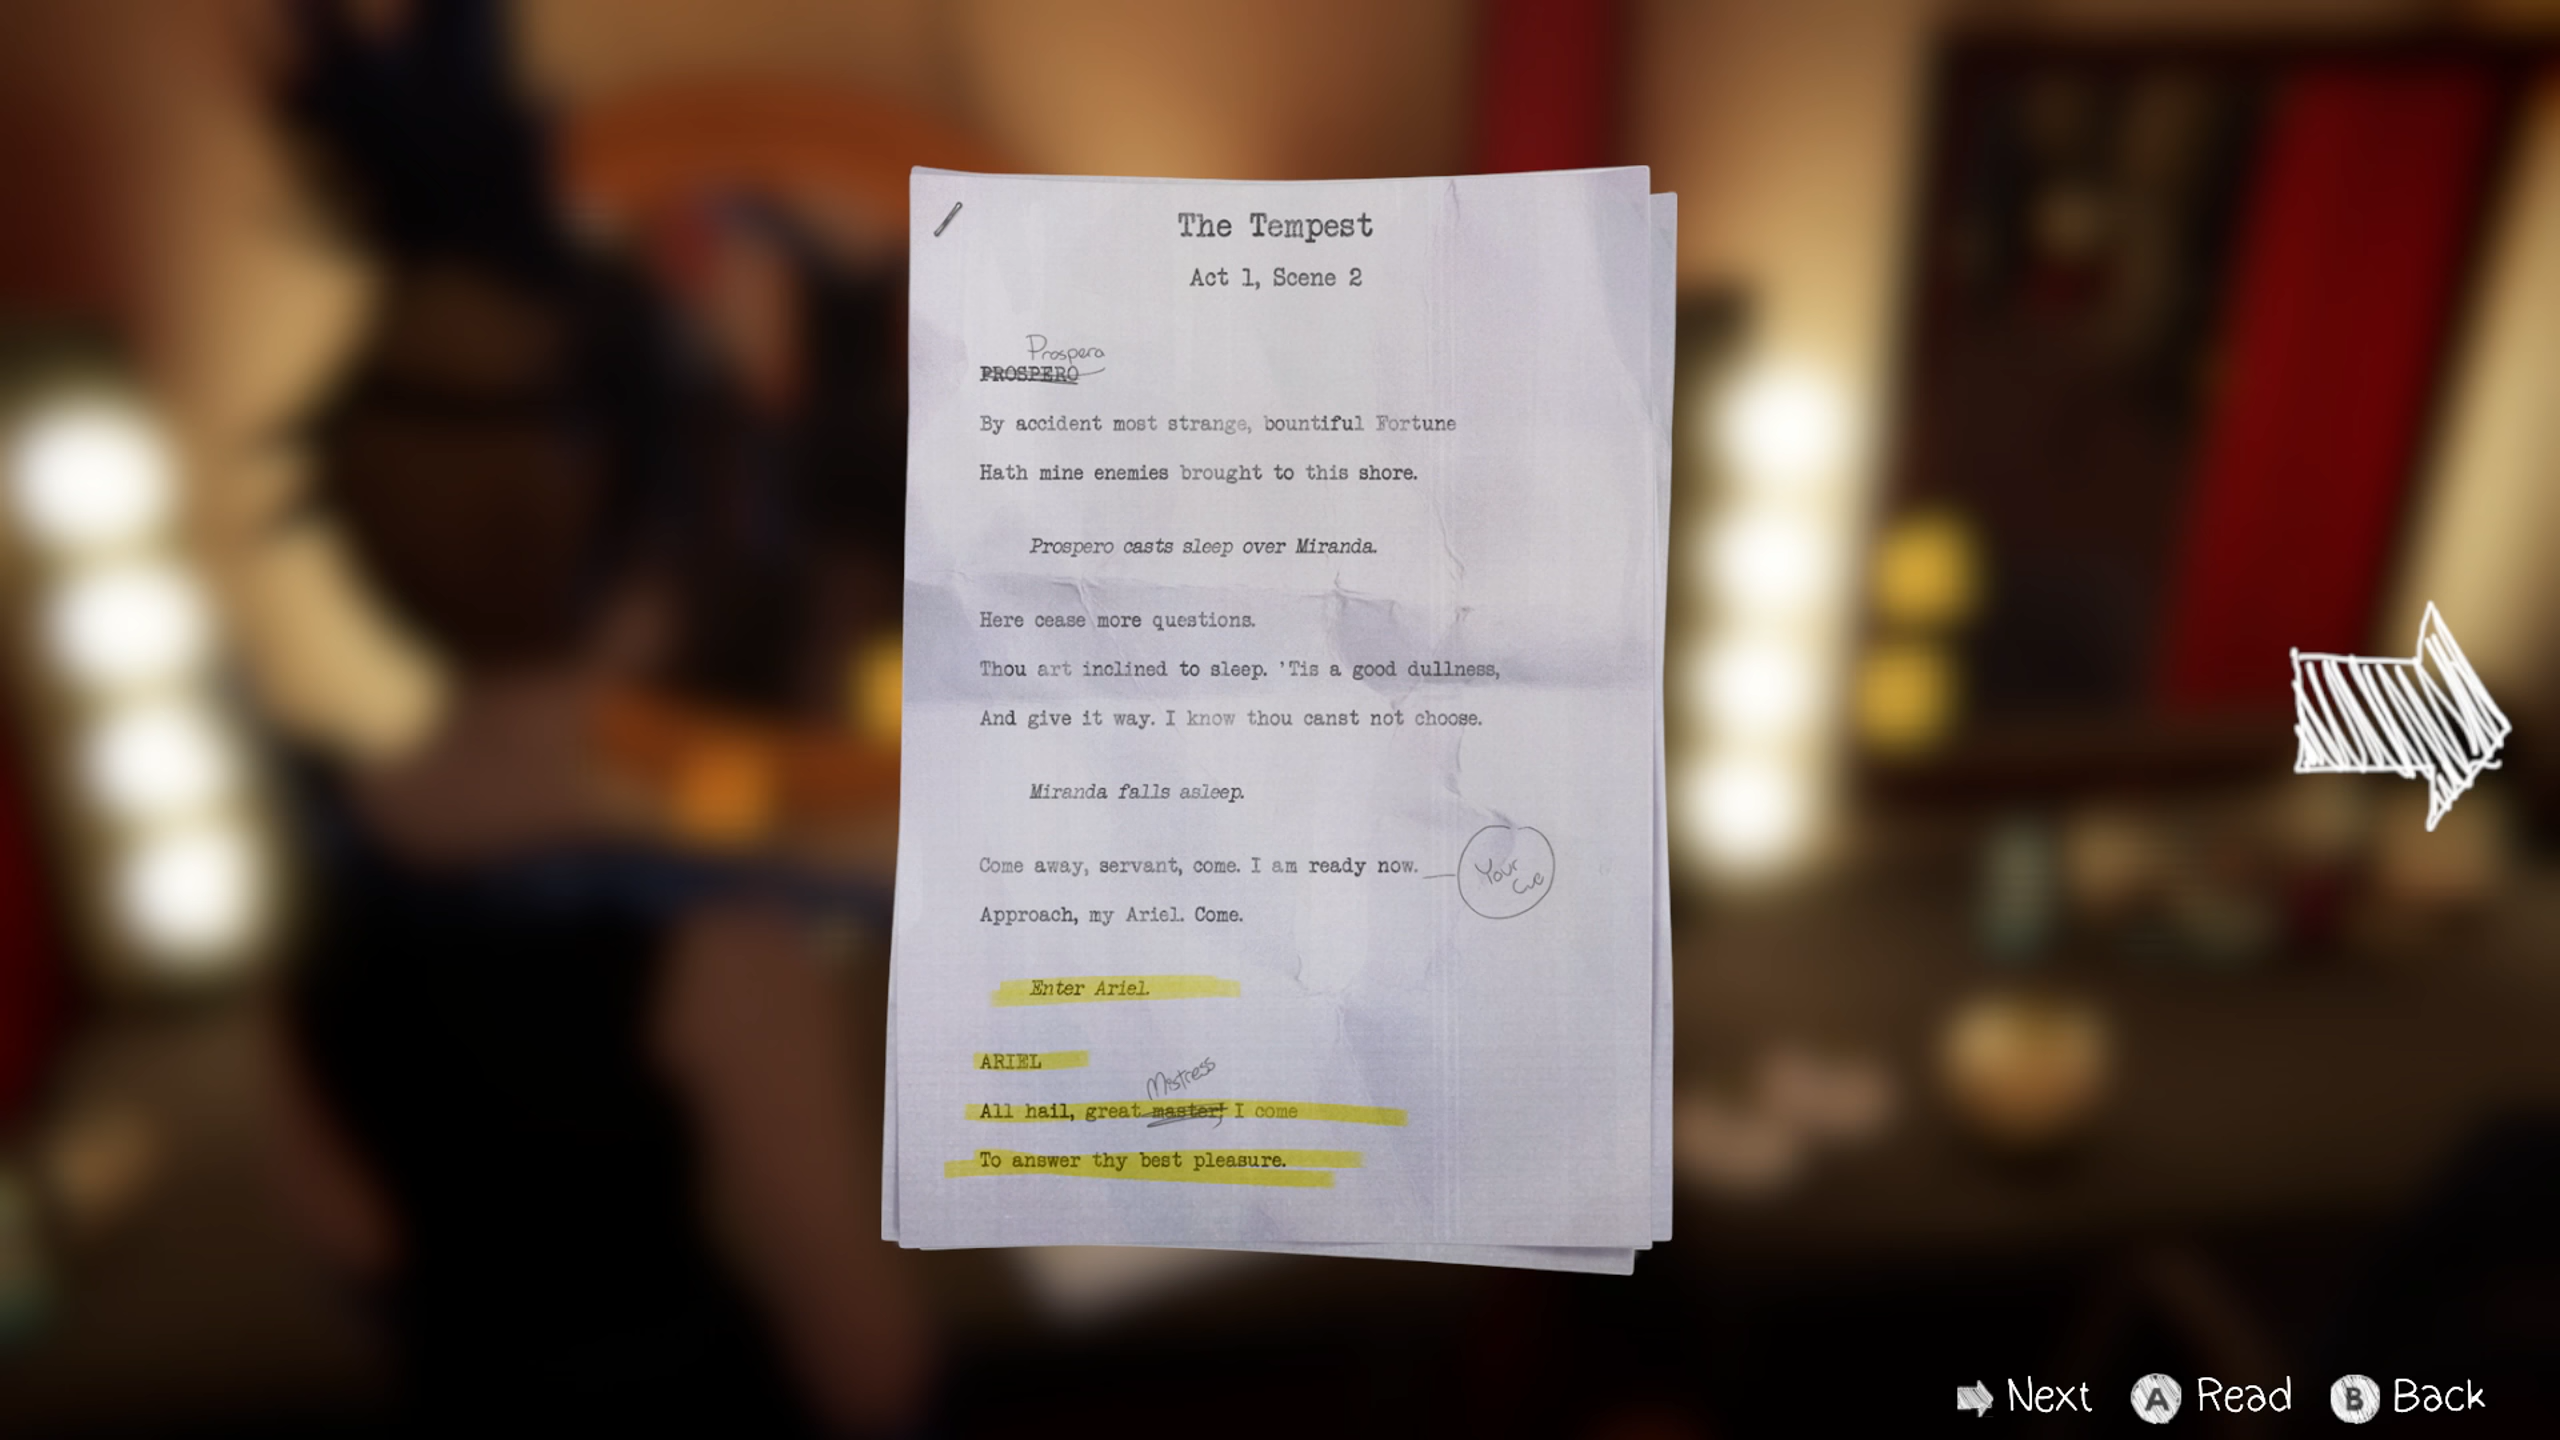 The Tempest
Act 1, Scene 2
Prospera
PROSPERO
By accident most strange, bountiful Fortune
Hath mine enemies brought to this shore.
Prospero casts sleep over Miranda.
Here cease more questions.
Thou art inclined to sleep. 'Tis a good dullness,
And give it way. I know thou canst not choose.
Miranda falls asleep.
Come away, servant, come. I am ready now.
Your
Cue
Approach, my Ariel. Come.
Enter Ariel.
ARIEL
Mistress
All hail, great master! I come
To answer thy best pleasure.
Next A Read B Back